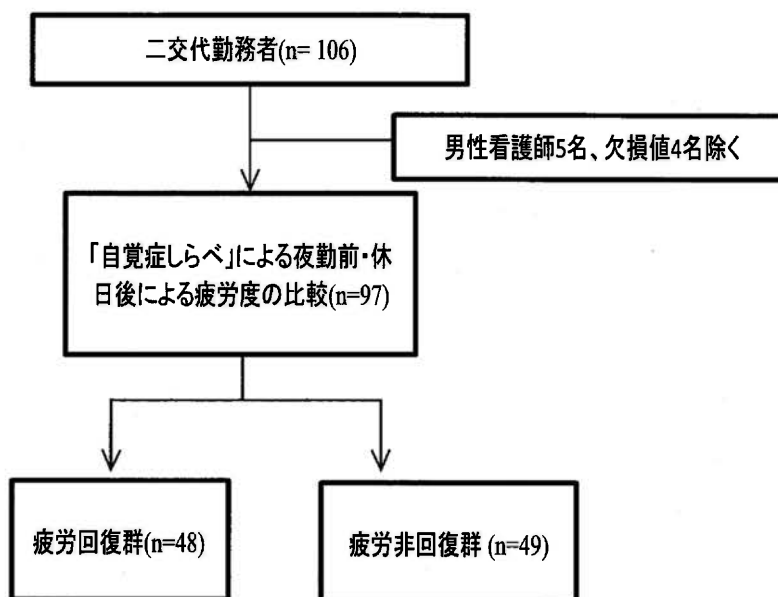 二交代勤務者(n= 106)
男性看護師5名、欠損値4名除く
「自覚症しらべ」による夜勤前・休
日後による疲労度の比較(n=97)
疲労回復群(n=48)
疲労非回復群 (n=49)